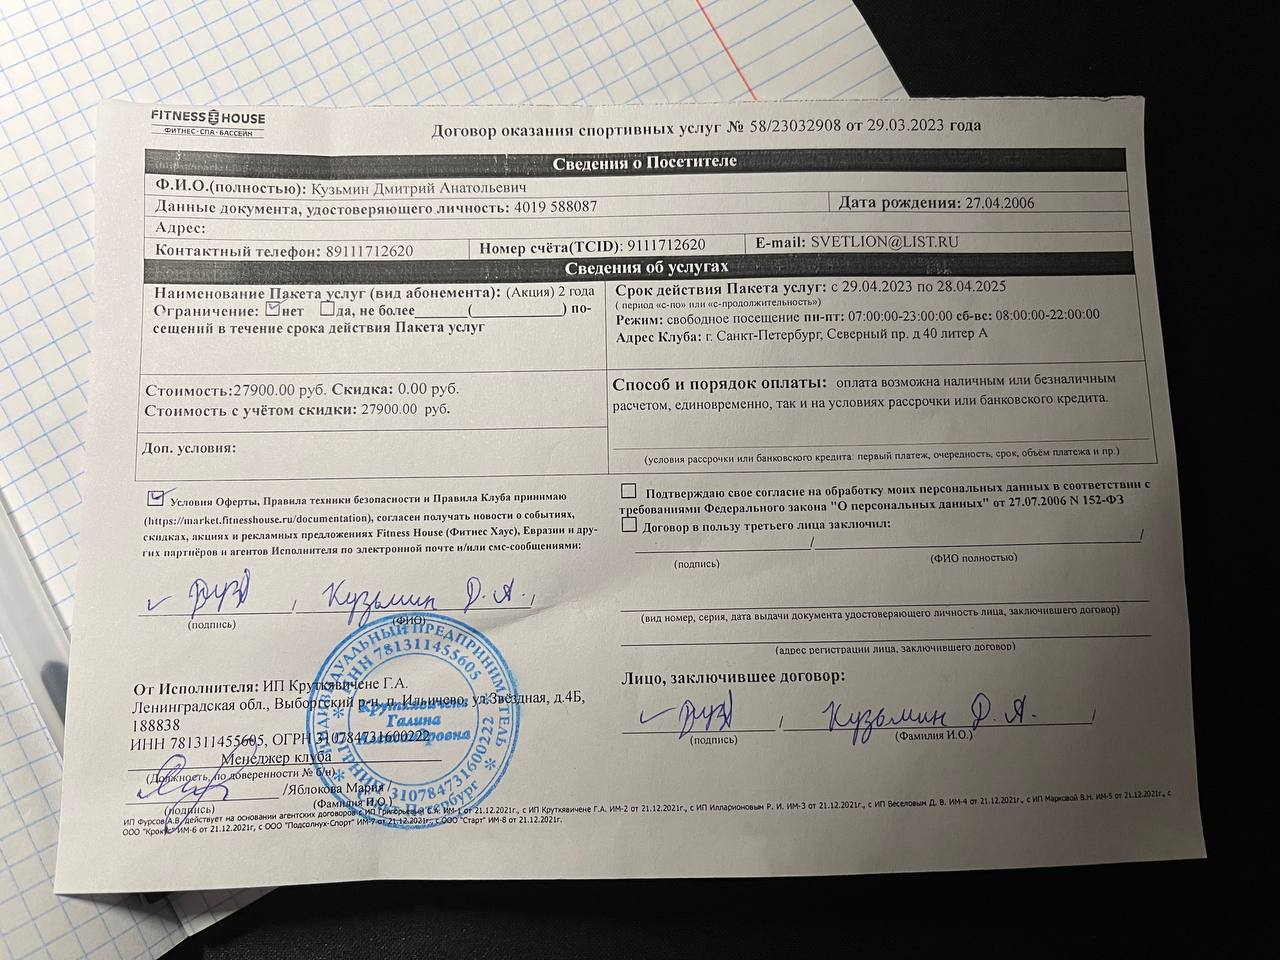 FITNESS HOUSE
ФИТНЕС·СПА·БАССЕЙН
Договор оказания спортивных услуг № 58/23032908 от 29.03.2023 года
Сведения о Посетителе
Ф.И.О.(полностью): Кузьмин Дмитрий Анатольевич
Данные документа, удостоверяющего личность: 4019 588087
Дата рождения: 27.04.2006
Адрес:
Контактный телефон: 89111712620
Номер счёта(TCID): 9111712620
E-mail: SVETLION@LIST.RU
Сведения об услугах
Наименование Пакета услуг (вид абонемента): (Акция) 2 года
Ограничение: нет да, не более______(____________) по-
сещений в течение срока действия Пакета услуг
Срок действия Пакета услуг: с 29.04.2023 по 28.04.2025
( период «с-по» или «с-продолжительность»)
Режим: свободное посещение пн-пт: 07:00:00-23:00:00 сб-вс: 08:00:00-22:00:00
Адрес Клуба: г. Санкт-Петербург, Северный пр. д 40 литер А
Стоимость:27900.00 руб. Скидка: 0.00 руб.
Стоимость с учётом скидки: 27900.00 руб.
Способ и порядок оплаты: оплата возможна наличным или безналичным
расчетом, единовременно, так и на условиях рассрочки или банковского кредита.
(условия рассрочки или банковского кредита: первый платеж, очередность, срок, объём платежа и пр.)
Доп. условия:
Условия Оферты, Правила техники безопасности и Правила Клуба принимаю
(https://market.fitnesshouse.ru/documentation), согласен получать новости о событиях,
скидках, акциях и рекламных предложениях Fitness House (Фитнес Хаус), Евразии и дру-
гих партнёров и агентов Исполнителя по электронной почте и/или смс-сообщениями:
Кузьмин Д. А.
(подпись)
(ФИО)
Подтверждаю свое согласие на обработку моих персональных данных в соответствии с
требованиями Федерального закона "О персональных данных" от 27.07.2006 N 152-ФЗ
Договор в пользу третьего лица заключил:
(подпись)
(ФИО полностью)
(вид номер, серия, дата выдачи документа удостоверяющего личность лица, заключившего договор)
(адрес регистрации лица, заключившего договор)
Лицо, заключившее договор:
Кузьмин Д. А.
(подпись)
(Фамилия И.О.)
От Исполнителя: ИП Круткявичене Г.А.
Ленинградская обл., Выборгский р-н, п. Ильичево, ул.Звёздная, д.4Б,
188838
ИНН 781311455605, ОГРН 310784731600222
Менеджер клуба
(Должность, по доверенности № б/н)
/Яблокова Мария /
(подпись)
(Фамилия И.О.)
ИНДИВИДУАЛЬНЫЙ ПРЕДПРИНИМАТЕЛЬ
ИНН 781311455605
Круткявичене
Галина
ОГРНИП 310784731600222
Санкт-Петербург
ИП Фурсов А.В. действует на основании агентских договоров с ИП Григорьевый Е.А. ИМ-1 от 21.12.2021г., с ИП Круткявичене Г.А. ИМ-2 от 21.12.2021г., с ИП Илларионовым Р. И. ИМ-3 от 21.12.2021г., с ИП Веселовым Д. В. ИМ-4 от 21.12.2021г., с ИП Марковой В.Н. ИМ-5 от 21.12.2021г., с
ООО "Крокус" ИМ-6 от 21.12.2021г., с ООО "Подсолнух-Спорт" ИМ-7 от 21.12.2021г., с ООО "Старт" ИМ-8 от 21.12.2021г.